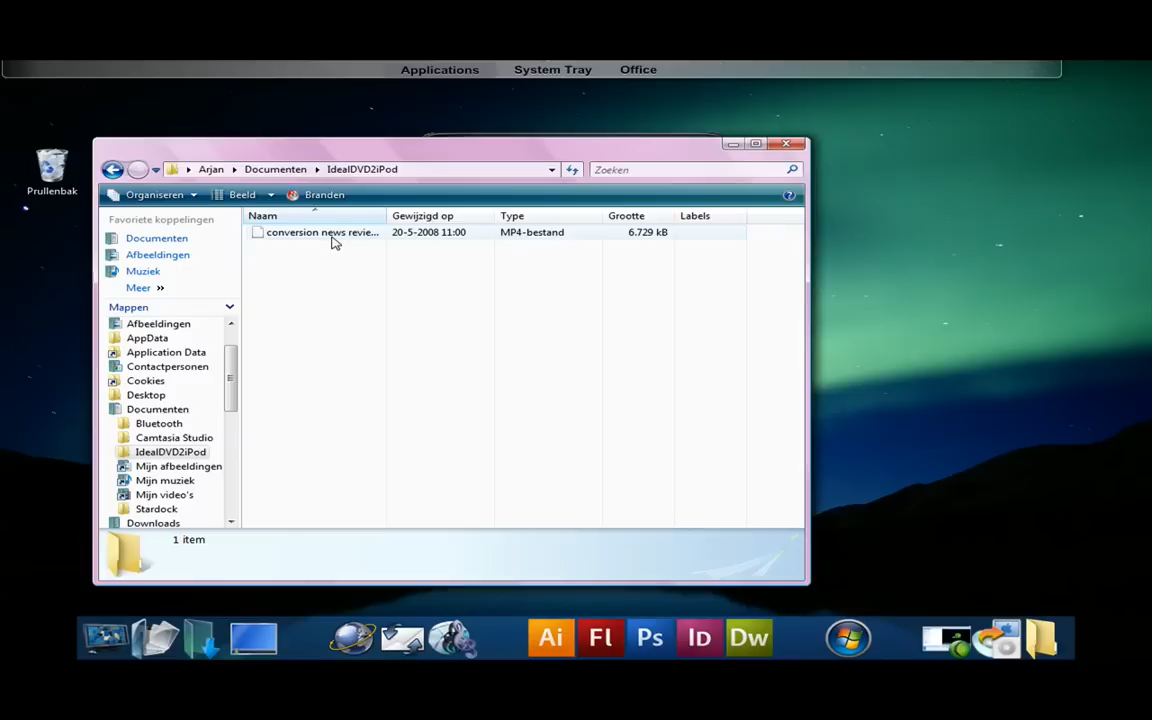 Applications System Tray Office
Prullenbak
Arjan Documenten IdealDVD2iPod Zoeken
Organiseren Beeld Branden
Favoriete koppelingen
Documenten
Afbeeldingen
Muziek
Meer »
Mappen
Afbeeldingen
AppData
Application Data
Contactpersonen
Cookies
Desktop
Documenten
Bluetooth
Camtasia Studio
IdealDVD2iPod
Mijn afbeeldingen
Mijn muziek
Mijn video's
Stardock
Downloads
Naam Gewijzigd op Type Grootte Labels
conversion news revie... 20-5-2008 11:00 MP4-bestand 6.729 kB
1 item
Ai Fl Ps Id Dw